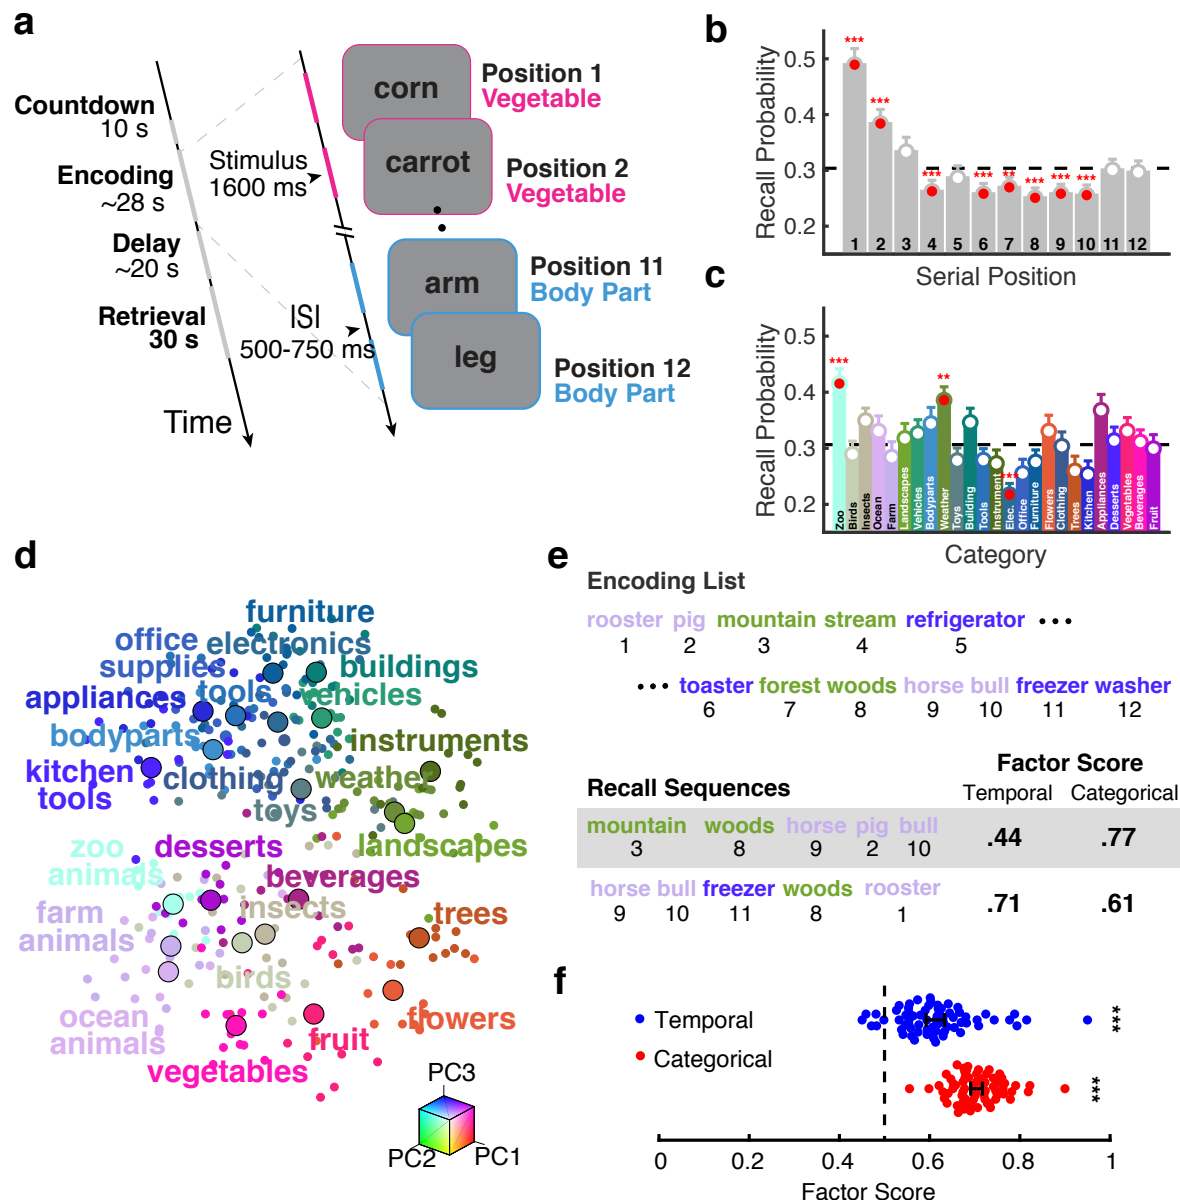 a
Countdown
10 s
Encoding
~28 s
Delay
~20 s
Retrieval
30 s
Time
Stimulus
1600 ms
ISI
500-750 ms
corn
Position 1
Vegetable
carrot
Position 2
Vegetable
arm
Position 11
Body Part
leg
Position 12
Body Part
b
Recall Probability
0.5
0.4
0.3
0.2
*** *** *** *** ** *** *** ***
1 2 3 4 5 6 7 8 9 10 11 12
Serial Position
c
Recall Probability
0.5
0.4
0.3
0.2
*** ** ***
Zoo
Birds
Insects
Ocean
Farm
Landscapes
Vehicles
Bodyparts
Weather
Toys
Building
Tools
Instrument
Elec.
Office
Furniture
Flowers
Clothing
Trees
Kitchen
Appliances
Desserts
Vegetables
Beverages
Fruit
Category
d
furniture
office electronics
supplies
buildings
appliances tools vehicles
bodyparts
instruments
kitchen
tools
clothing weather
toys
landscapes
zoo
animals
desserts
beverages
farm
animals
insects
trees
birds
ocean
animals
flowers
fruit
vegetables
PC3
PC2 PC1
e
Encoding List
rooster pig mountain stream refrigerator •••
1 2 3 4 5
••• toaster forest woods horse bull freezer washer
6 7 8 9 10 11 12
Factor Score
Recall Sequences Temporal Categorical
mountain woods horse pig bull
3 8 9 2 10
.44 .77
horse bull freezer woods rooster
9 10 11 8 1
.71 .61
f
Temporal
Categorical
***
***
0 0.2 0.4 0.6 0.8 1
Factor Score